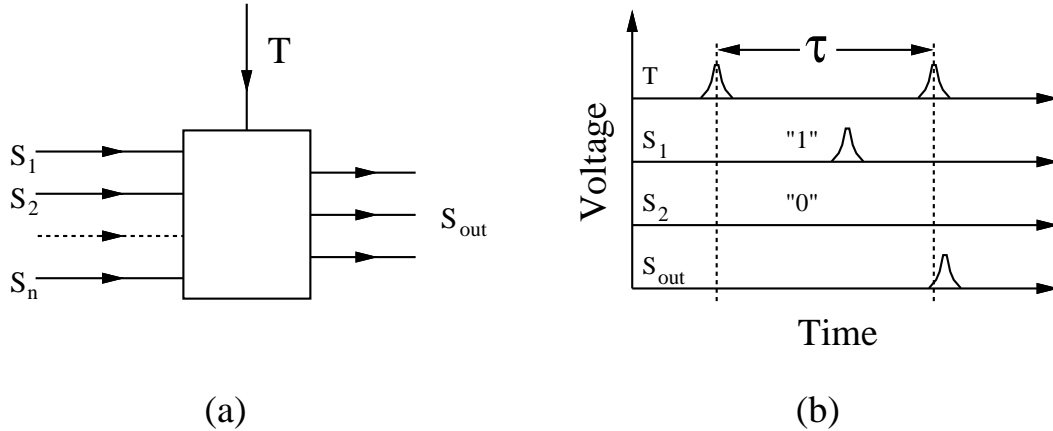 T
S1
S2
Sn
Sout
(a)
Voltage
τ
T
S1 "1"
S2 "0"
Sout
Time
(b)